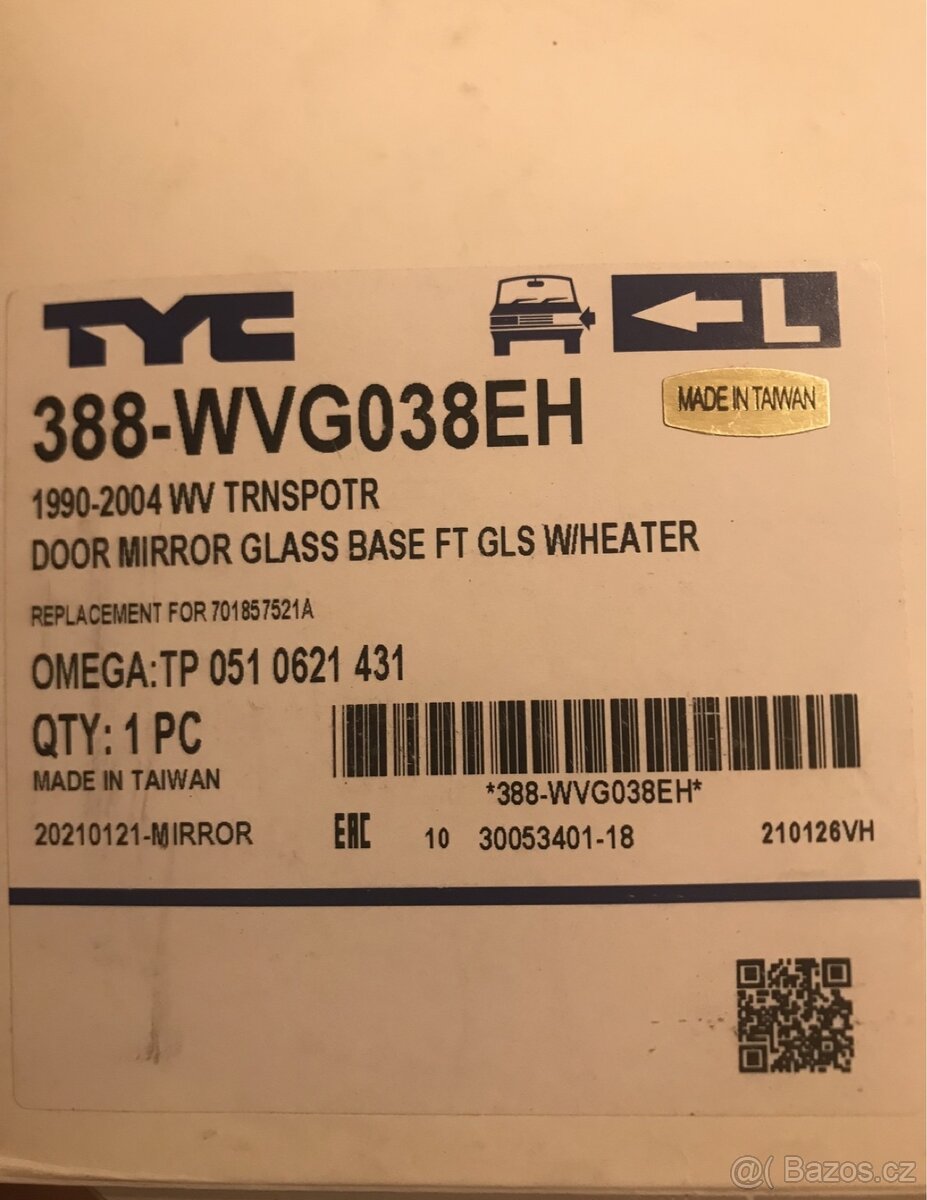 TYC
L
388-WVG038EH
MADE IN TAIWAN
1990-2004 WV TRNSPOTR
DOOR MIRROR GLASS BASE FT GLS W/HEATER
REPLACEMENT FOR 701857521A
OMEGA:TP 051 0621 431
QTY: 1 PC
MADE IN TAIWAN
*388-WVG038EH*
20210121-MIRROR
EAC
10
30053401-18
210126VH
@( Bazos.cz